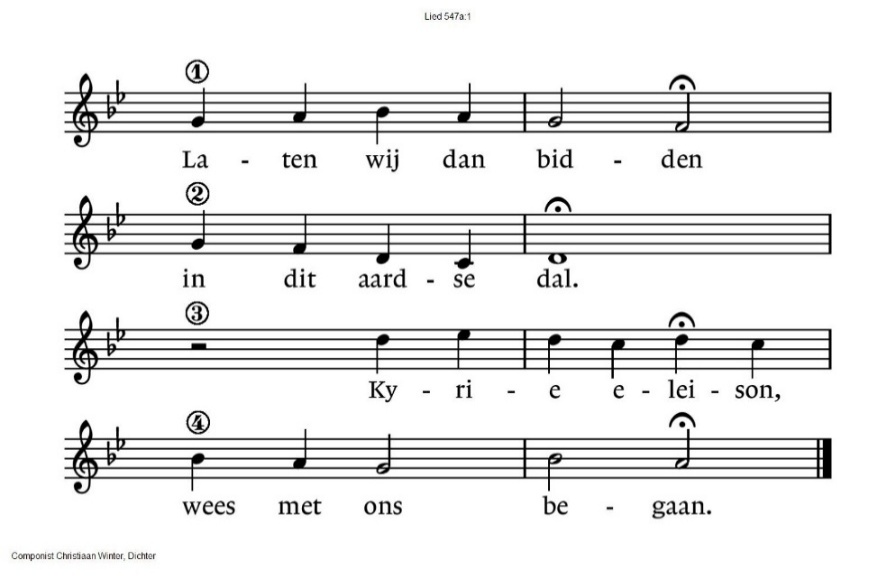 Lied 547a:1
①
La - ten wij dan bid - den
②
in dit aard - se dal.
③
Ky - ri - e e - lei - son,
④
wees met ons be - gaan.
Componist Christiaan Winter, Dichter